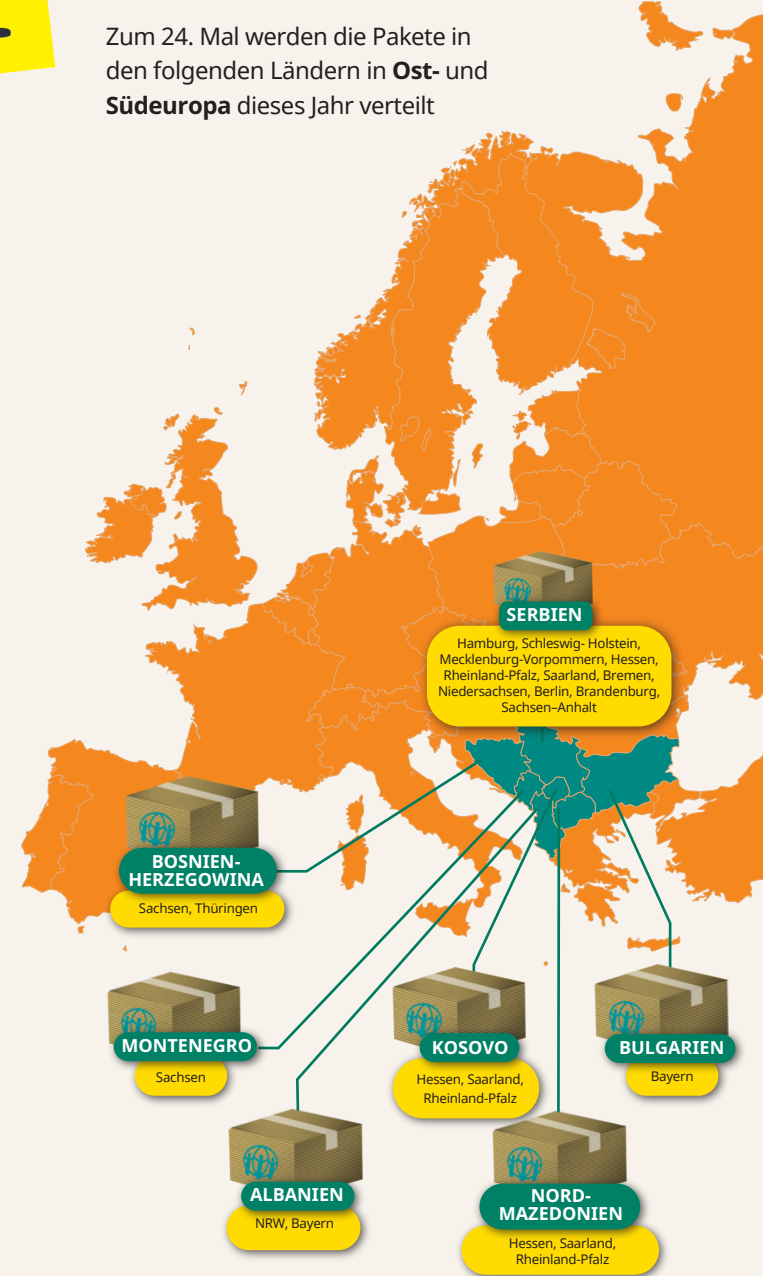 Zum 24. Mal werden die Pakete in
den folgenden Ländern in Ost- und
Südeuropa dieses Jahr verteilt
SERBIEN
Hamburg, Schleswig- Holstein,
Mecklenburg-Vorpommern, Hessen,
Rheinland-Pfalz, Saarland, Bremen,
Niedersachsen, Berlin, Brandenburg,
Sachsen–Anhalt
BOSNIEN-
HERZEGOWINA
Sachsen, Thüringen
MONTENEGRO
Sachsen
KOSOVO
Hessen, Saarland,
Rheinland-Pfalz
BULGARIEN
Bayern
ALBANIEN
NRW, Bayern
NORD-
MAZEDONIEN
Hessen, Saarland,
Rheinland-Pfalz